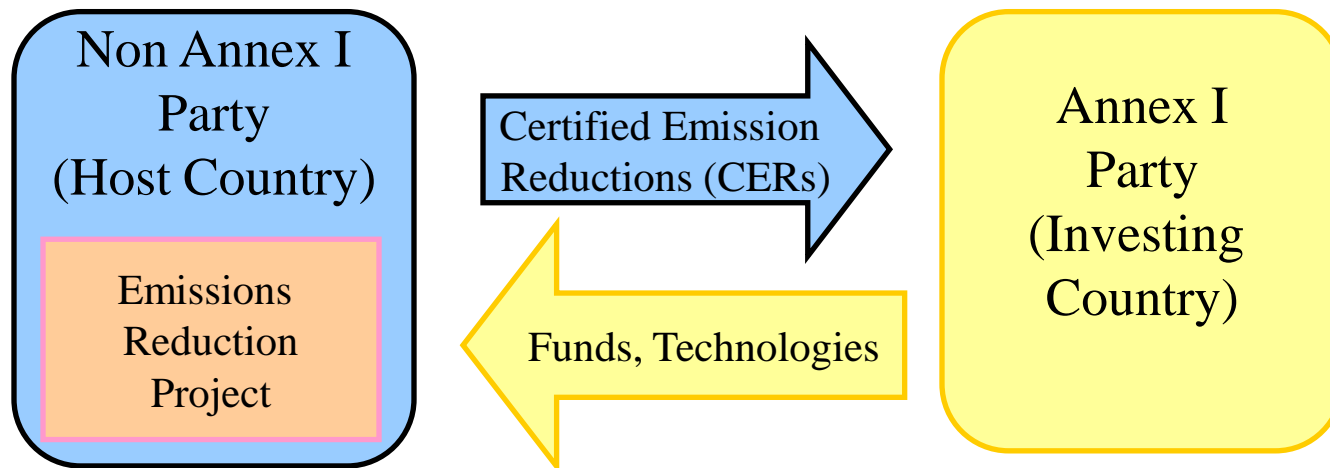 Non Annex I
Party
(Host Country)
Emissions
Reduction
Project
Certified Emission
Reductions (CERs)
Funds, Technologies
Annex I
Party
(Investing
Country)